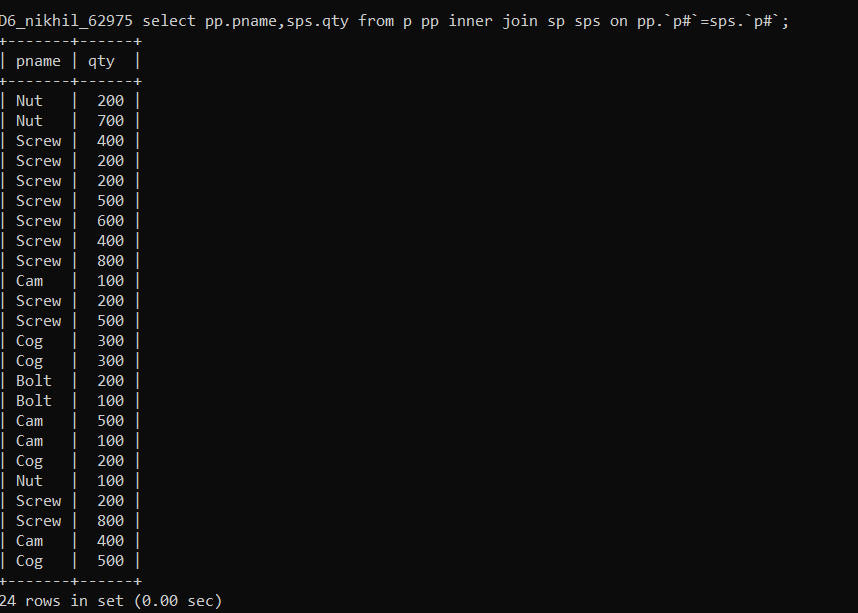 D6_nikhil_62975 select pp.pname,sps.qty from p pp inner join sp sps on pp.`p#`=sps.`p#`;
+-------+------+
| pname | qty  |
+-------+------+
| Nut   |  200 |
| Nut   |  700 |
| Screw |  400 |
| Screw |  200 |
| Screw |  200 |
| Screw |  500 |
| Screw |  600 |
| Screw |  400 |
| Screw |  800 |
| Cam   |  100 |
| Screw |  200 |
| Screw |  500 |
| Cog   |  300 |
| Cog   |  300 |
| Bolt  |  200 |
| Bolt  |  100 |
| Cam   |  500 |
| Cam   |  100 |
| Cog   |  200 |
| Nut   |  100 |
| Screw |  200 |
| Screw |  800 |
| Cam   |  400 |
| Cog   |  500 |
+-------+------+
24 rows in set (0.00 sec)